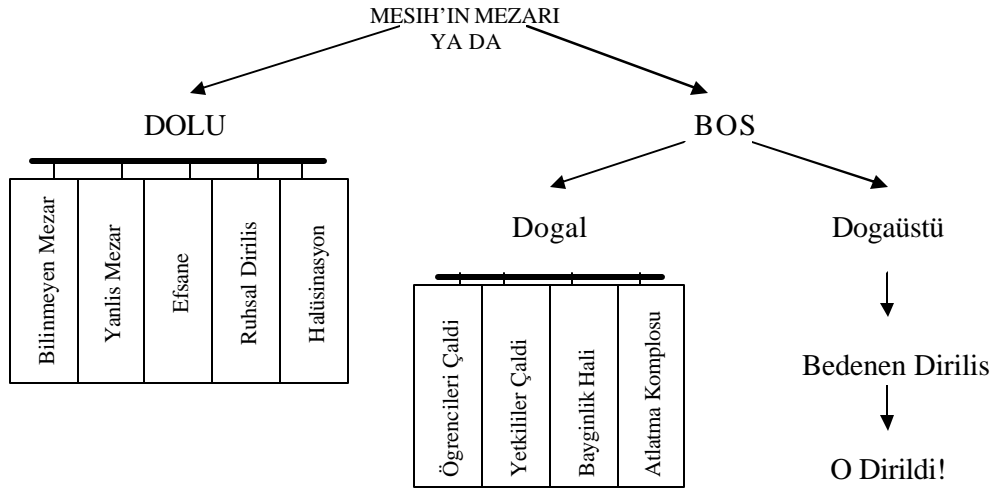 MESIH’IN MEZARI
YA DA
DOLU
BOS
Bilinmeyen Mezar
Yanlis Mezar
Efsane
Ruhsal Dirilis
Halüsinasyon
Dogal
Dogaüstü
Ögrencileri Çaldi
Yetkililer Çaldi
Bayginlik Hali
Atlatma Komplosu
Bedenen Dirilis
O Dirildi!